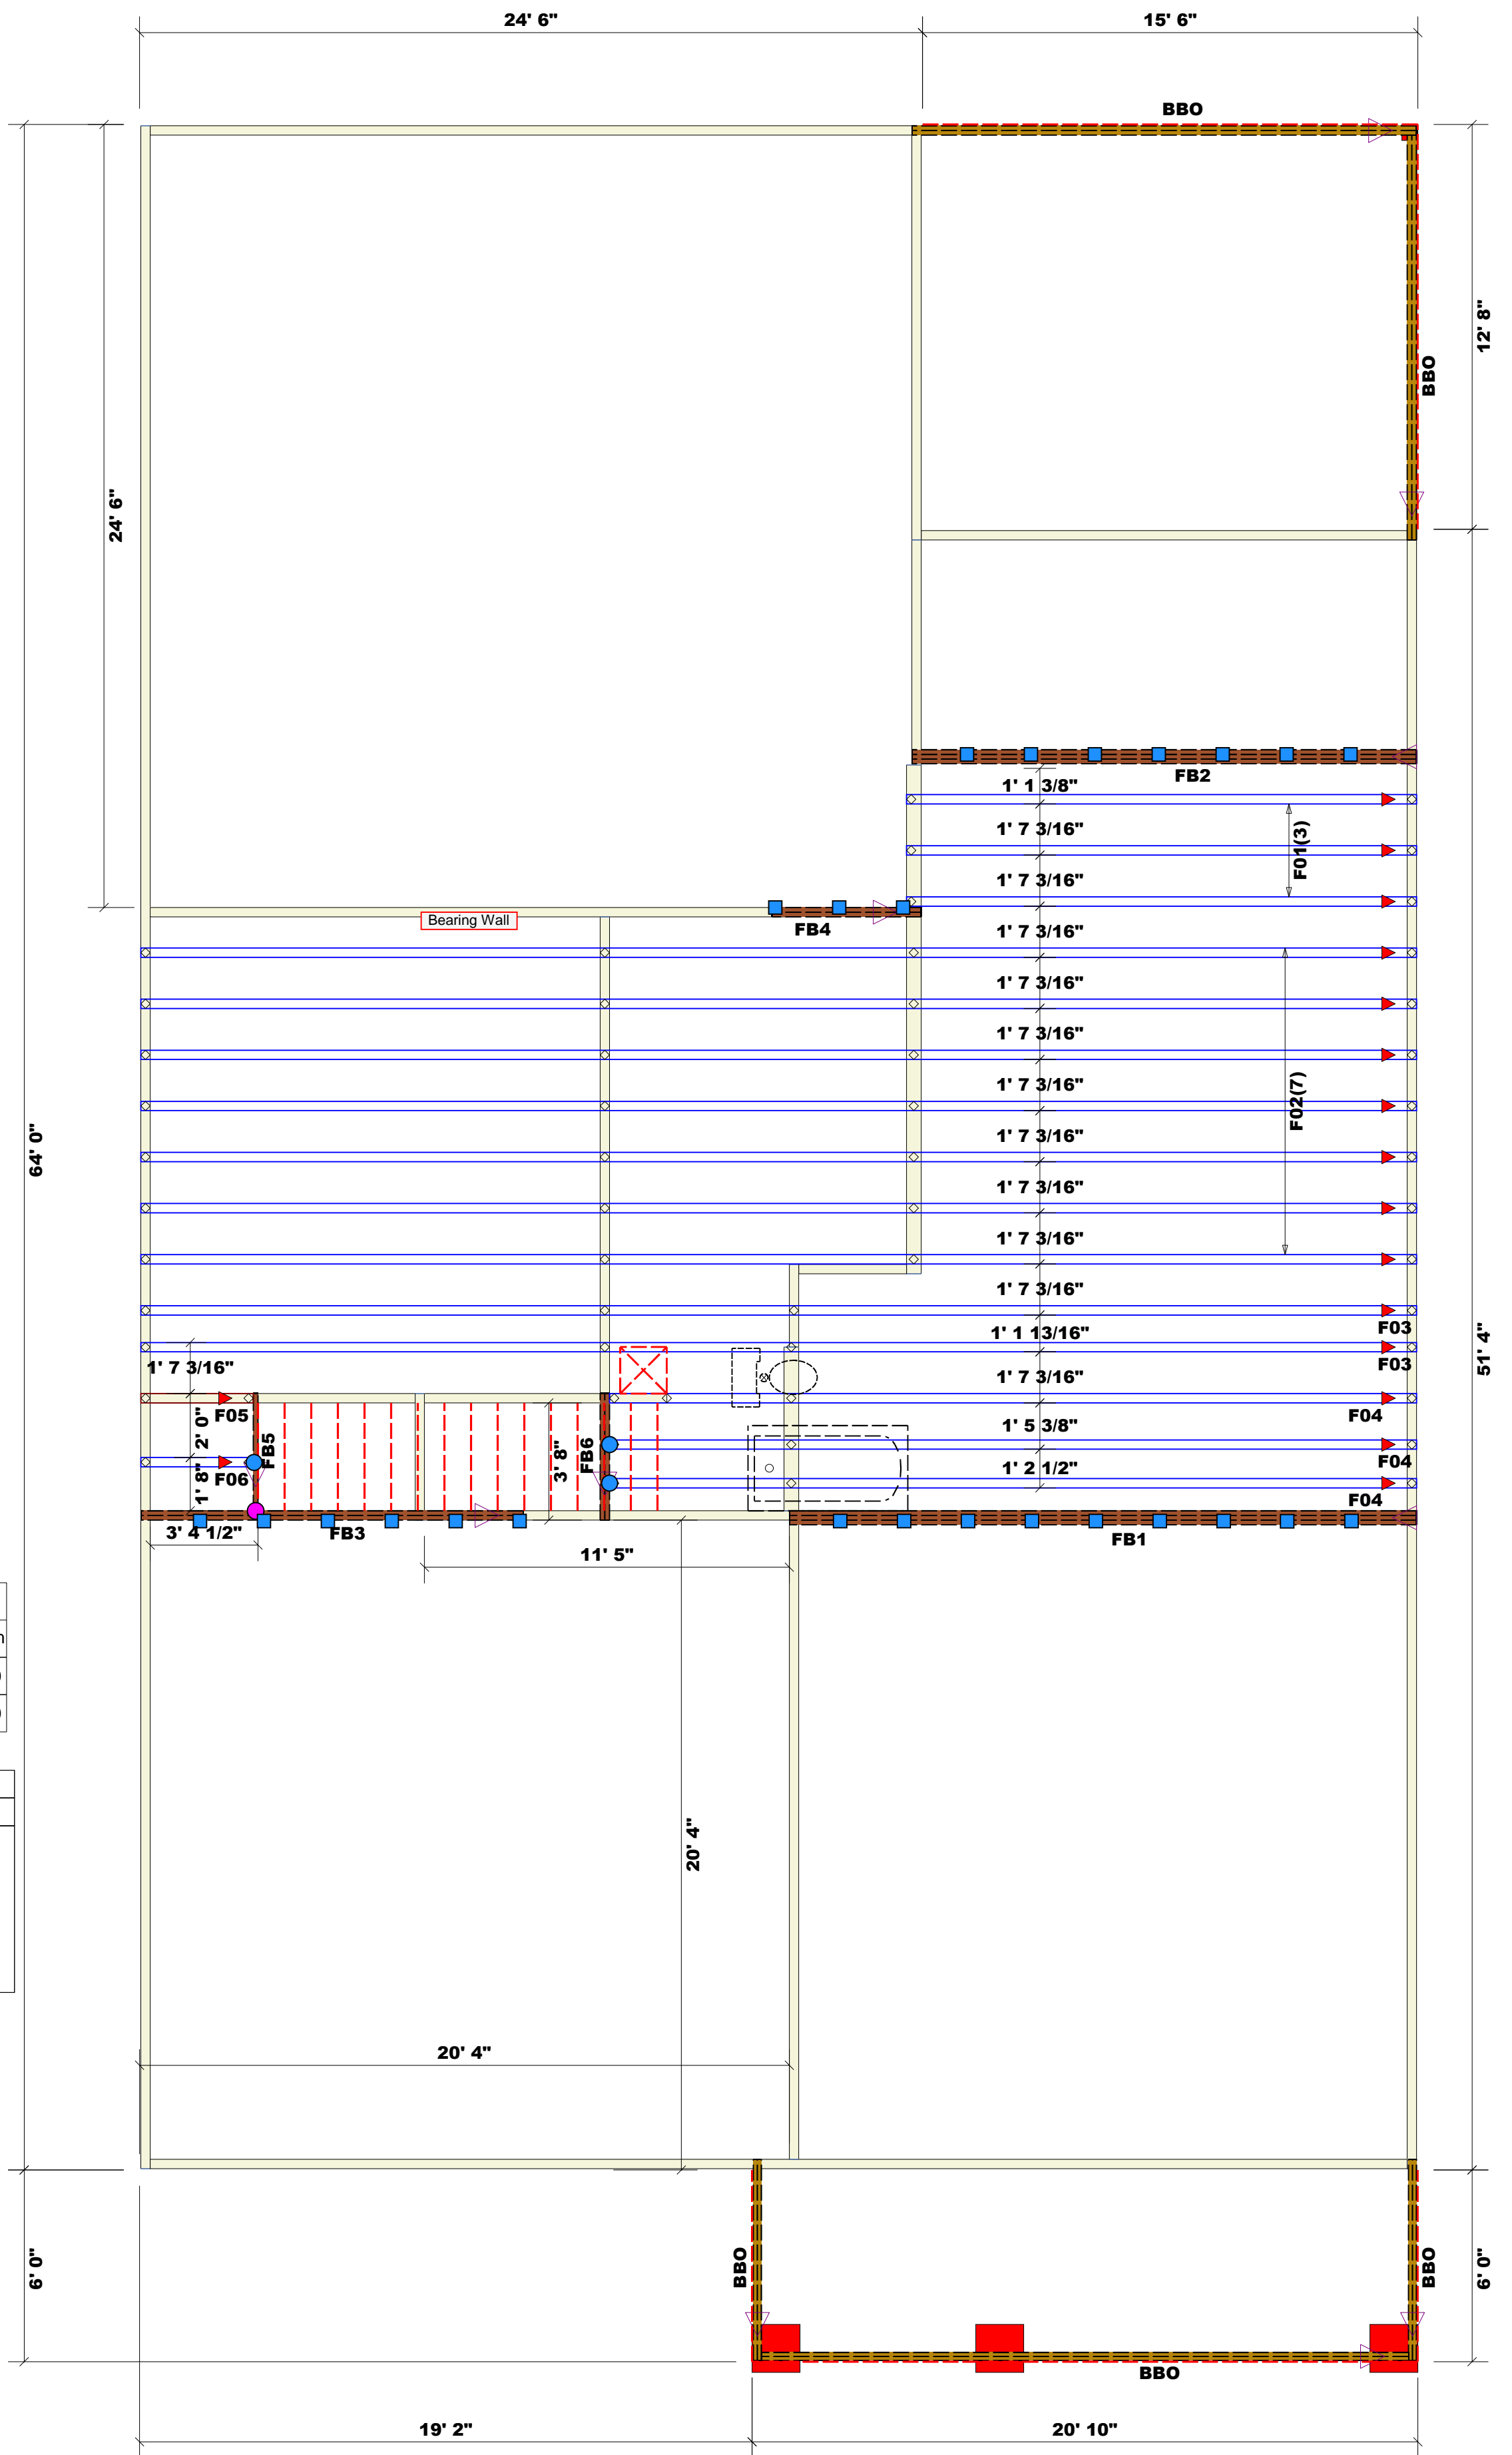 24' 6"
15' 6"
BBO
12' 8"
BBO
24' 6"
FB2
1' 1 3/8"
1' 7 3/16"
F01(3)
1' 7 3/16"
Bearing Wall
FB4
1' 7 3/16"
1' 7 3/16"
1' 7 3/16"
1' 7 3/16"
F02(7)
64' 0"
1' 7 3/16"
1' 7 3/16"
1' 7 3/16"
1' 7 3/16"
F03
1' 1 13/16"
51' 4"
F03
1' 7 3/16"
1' 7 3/16"
F05
F04
2' 0"
1' 5 3/8"
FB5
FB6
3' 8"
F04
1' 2 1/2"
F06
1' 8"
F04
3' 4 1/2"
FB3
FB1
11' 5"
20' 4"
20' 4"
6' 0"
BBO
BBO
6' 0"
BBO
19' 2"
20' 10"